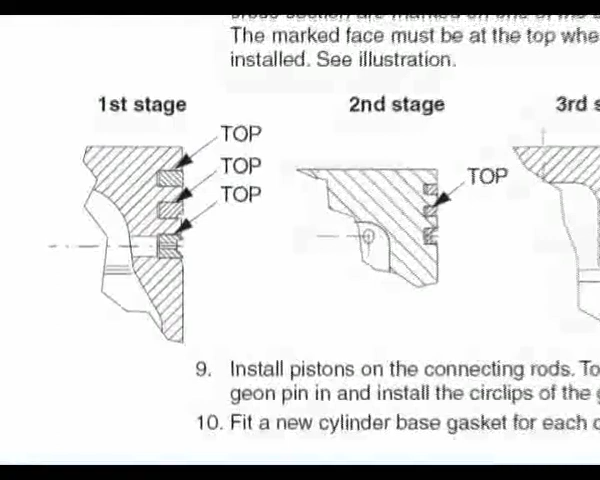 The marked face must be at the top
installed. See illustration.
1st stage
2nd stage
3rd
TOP
TOP
TOP
TOP
9. Install pistons on the connecting rods.
geon pin in and install the circlips of the
10. Fit a new cylinder base gasket for each